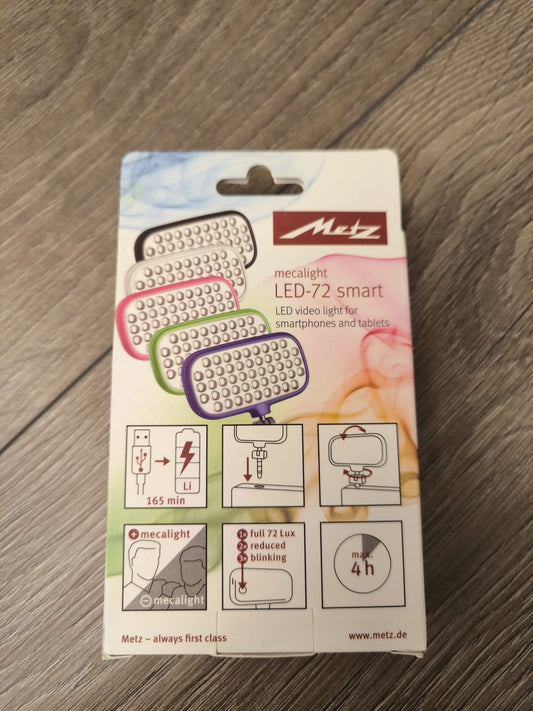 Metz
mecalight
LED-72 smart
LED video light for
smartphones and tablets
Li
165 min
+ mecalight
− mecalight
1x full 72 Lux
2x reduced
3x blinking
max.
4 h
Metz – always first class
www.metz.de